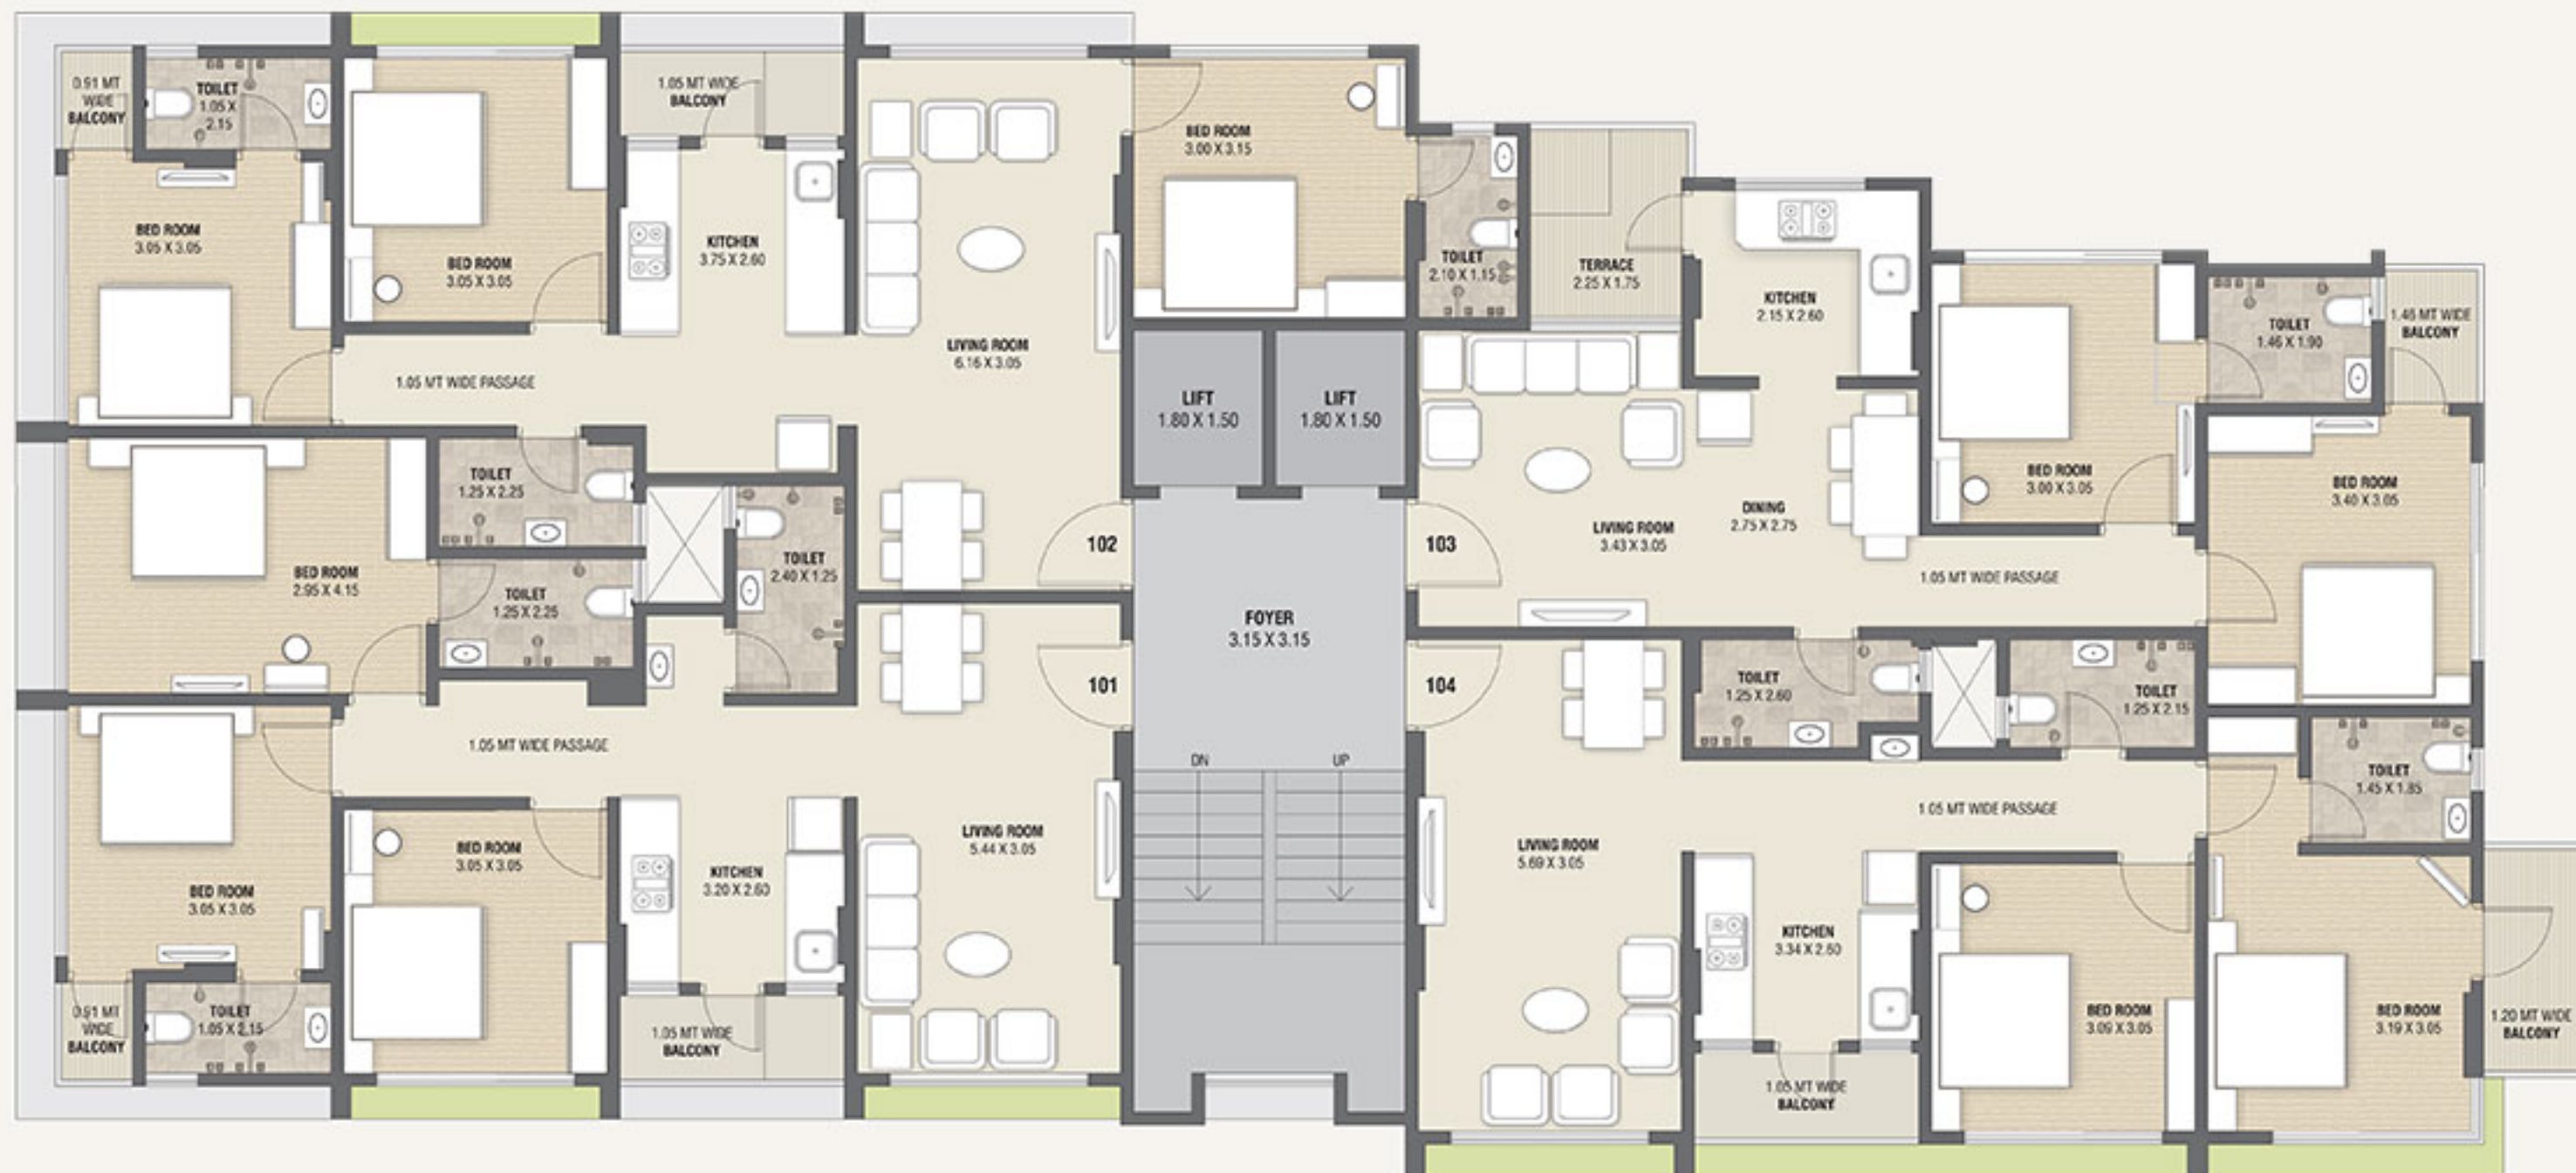 0.91 MT
WIDE
BALCONY
TOILET
1.05 X
2.15
BED ROOM
3.05 X 3.05
BED ROOM
3.05 X 3.05
1.05 MT WIDE
BALCONY
KITCHEN
3.75 X 2.60
LIVING ROOM
6.16 X 3.05
1.05 MT WIDE PASSAGE
BED ROOM
3.00 X 3.15
TOILET
2.10 X 1.15
TERRACE
2.25 X 1.75
KITCHEN
2.15 X 2.60
BED ROOM
3.00 X 3.05
TOILET
1.46 X 1.90
1.46 MT WIDE
BALCONY
BED ROOM
3.40 X 3.05
LIFT
1.80 X 1.50
LIFT
1.80 X 1.50
LIVING ROOM
3.43 X 3.05
DINING
2.75 X 2.75
1.05 MT WIDE PASSAGE
TOILET
1.25 X 2.25
BED ROOM
2.95 X 4.15
TOILET
1.25 X 2.25
TOILET
2.40 X 1.25
102
103
FOYER
3.15 X 3.15
101
104
TOILET
1.25 X 2.60
TOILET
1.25 X 2.15
1.05 MT WIDE PASSAGE
DN
UP
TOILET
1.45 X 1.85
1.05 MT WIDE PASSAGE
BED ROOM
3.05 X 3.05
BED ROOM
3.05 X 3.05
KITCHEN
3.20 X 2.60
LIVING ROOM
5.44 X 3.05
LIVING ROOM
5.69 X 3.05
KITCHEN
3.34 X 2.60
BED ROOM
3.09 X 3.05
BED ROOM
3.19 X 3.05
1.20 MT WIDE
BALCONY
0.91 MT
WIDE
BALCONY
TOILET
1.05 X 2.15
1.05 MT WIDE
BALCONY
1.05 MT WIDE
BALCONY